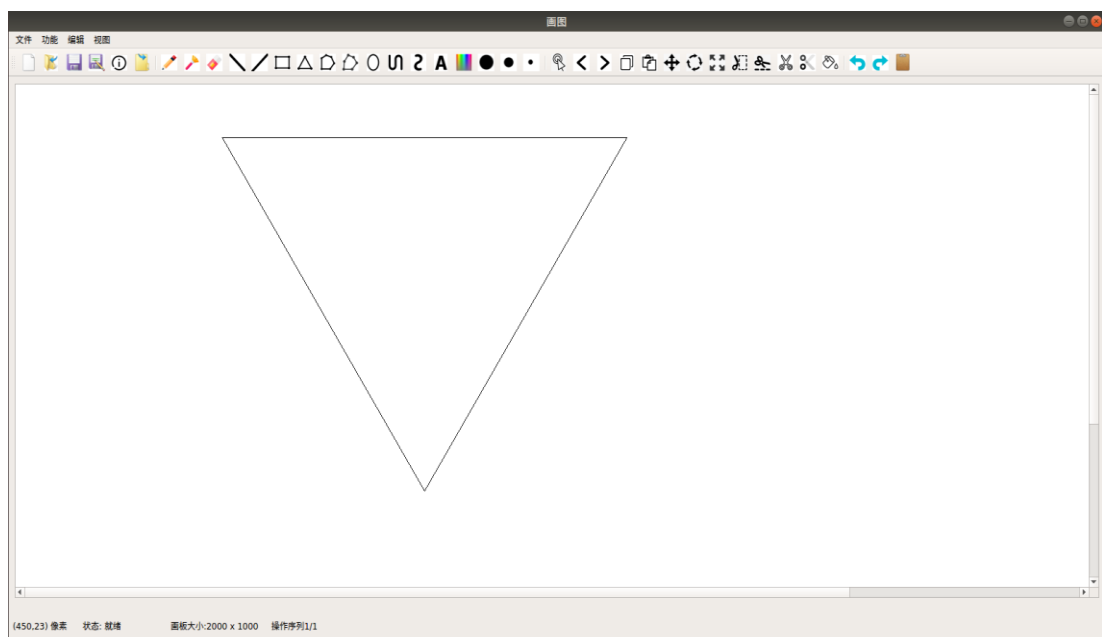 画图
文件 功能 编辑 视图
A
(450,23) 像素 状态: 就绪 画板大小:2000 x 1000 操作序列1/1